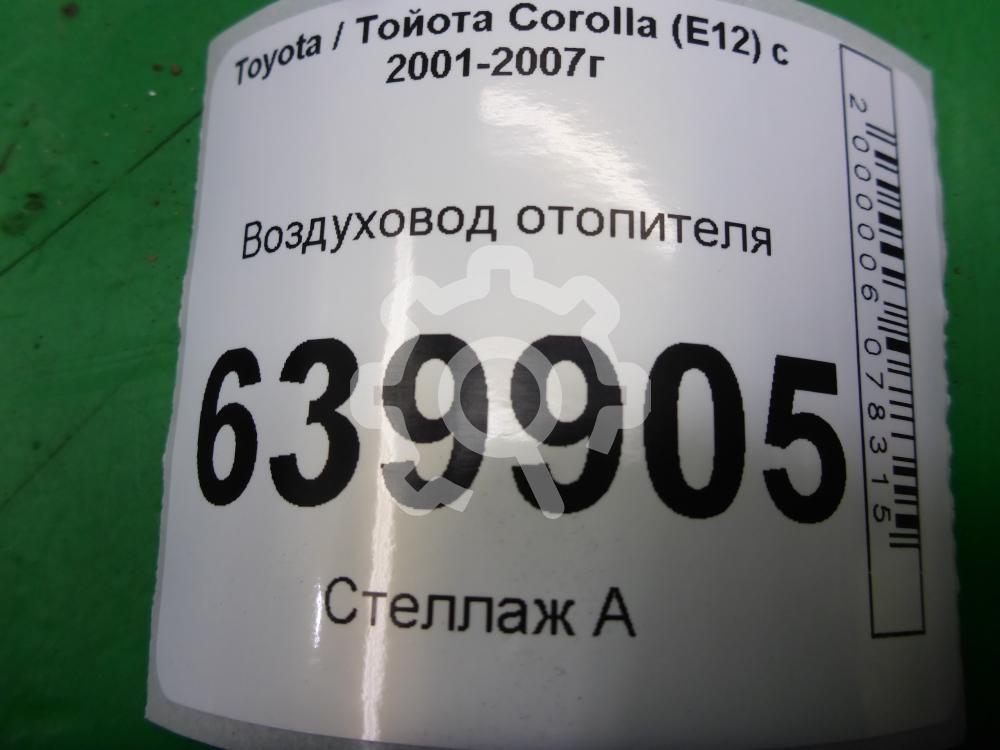 Toyota / Тойота Corolla (E12) с
2001-2007г
Воздуховод отопителя
639905
Стеллаж А
2000006078315